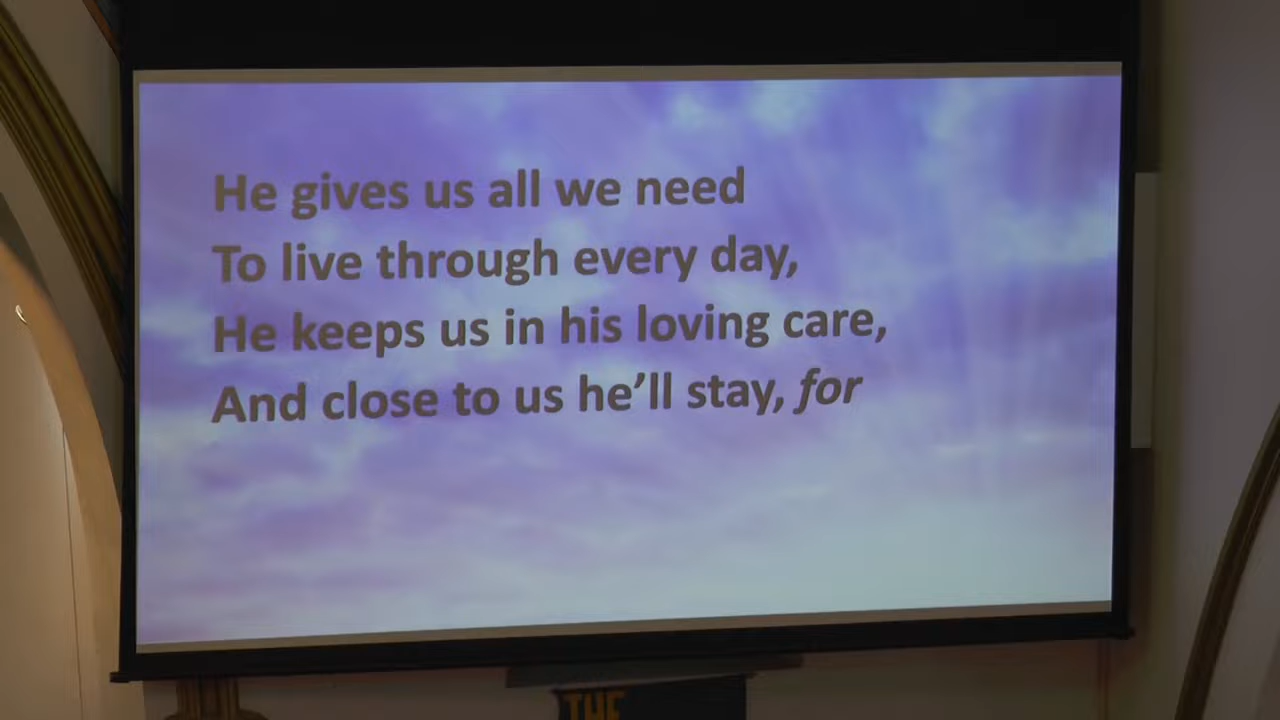 He gives us all we need
To live through every day,
He keeps us in his loving care,
And close to us he’ll stay, for
THE